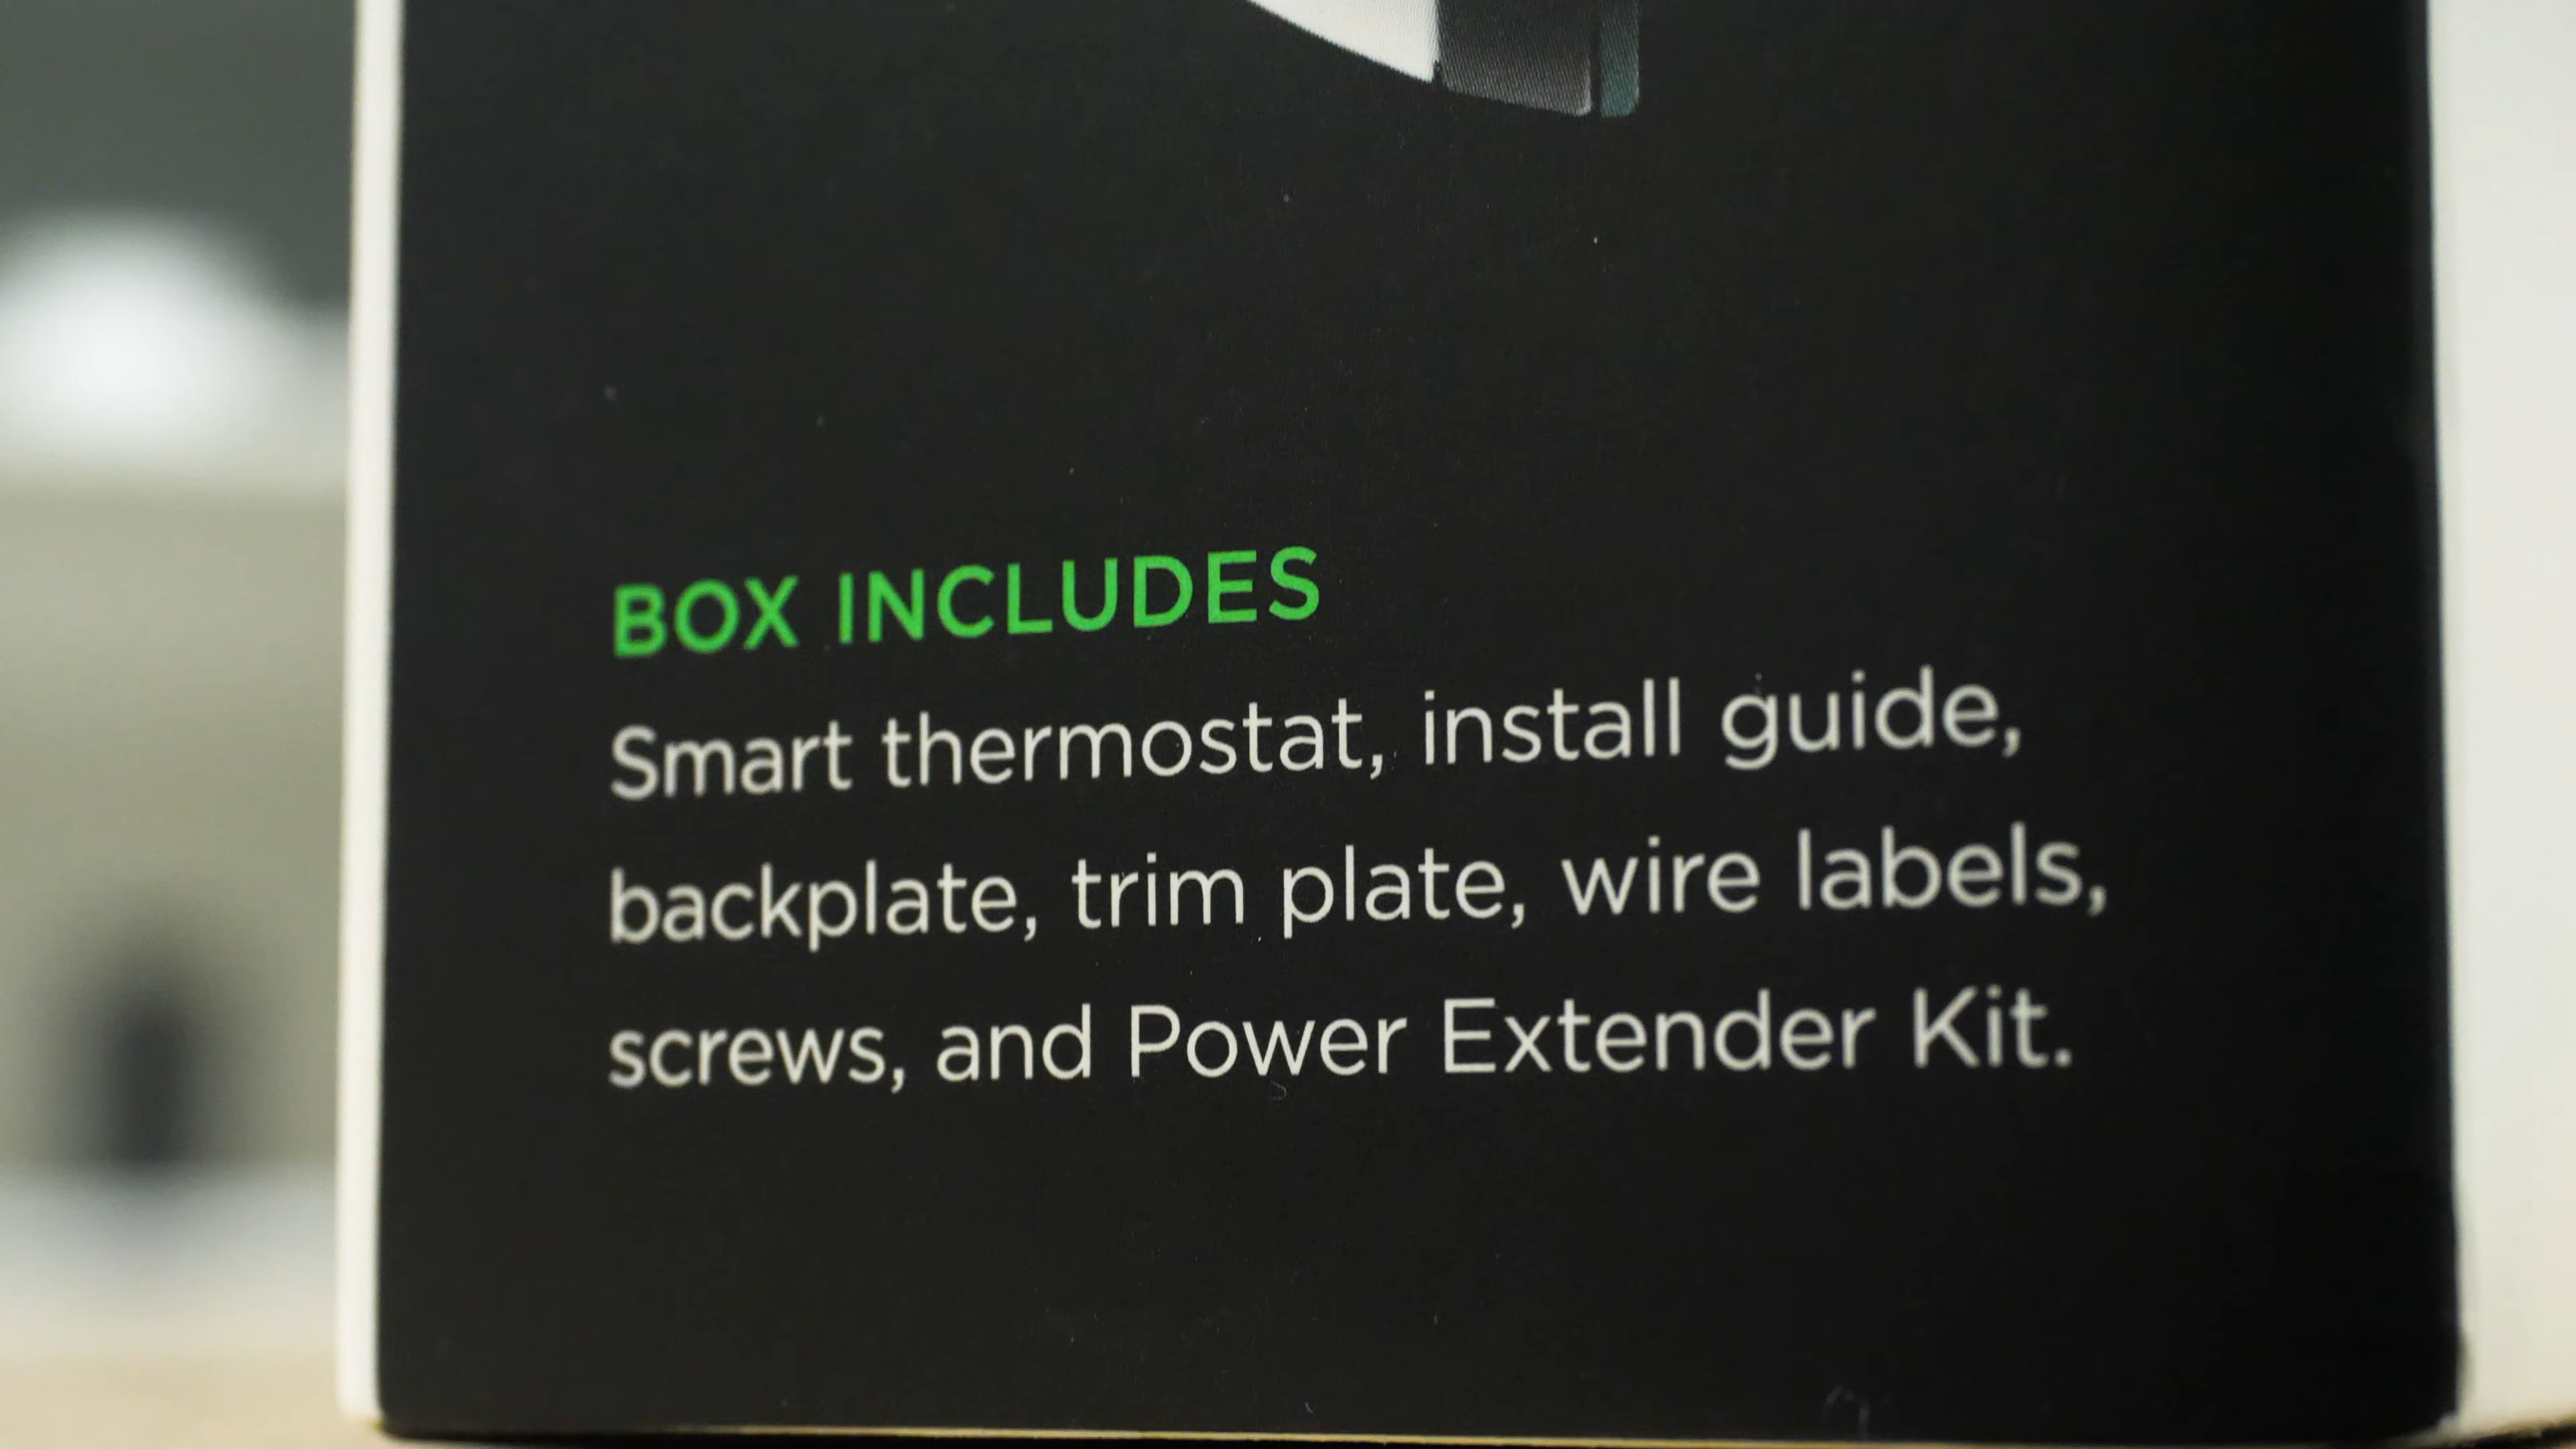 BOX INCLUDES
Smart thermostat, install guide,
backplate, trim plate, wire labels,
screws, and Power Extender Kit.